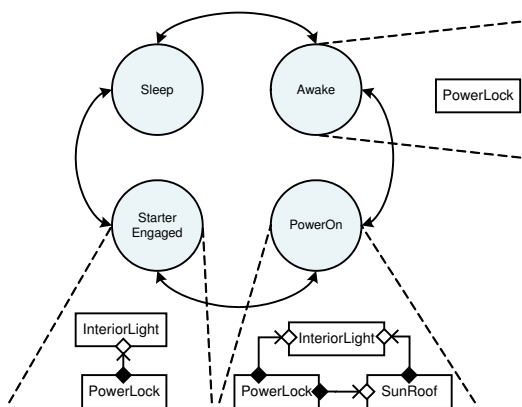 Sleep
Awake
PowerLock
Starter
Engaged
PowerOn
InteriorLight
PowerLock
InteriorLight
PowerLock
SunRoof